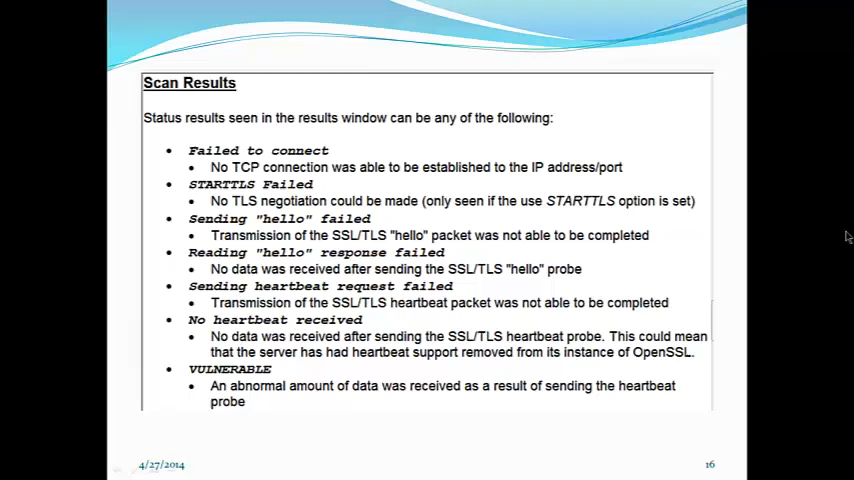 Scan Results
Status results seen in the results window can be any of the following:
• Failed to connect
• No TCP connection was able to be established to the IP address/port
• STARTTLS Failed
• No TLS negotiation could be made (only seen if the use STARTTLS option is set)
• Sending "hello" failed
• Transmission of the SSL/TLS "hello" packet was not able to be completed
• Reading "hello" response failed
• No data was received after sending the SSL/TLS "hello" probe
• Sending heartbeat request failed
• Transmission of the SSL/TLS heartbeat packet was not able to be completed
• No heartbeat received
• No data was received after sending the SSL/TLS heartbeat probe. This could mean
that the server has had heartbeat support removed from its instance of OpenSSL.
• VULNERABLE
• An abnormal amount of data was received as a result of sending the heartbeat
probe
4/27/2014
16